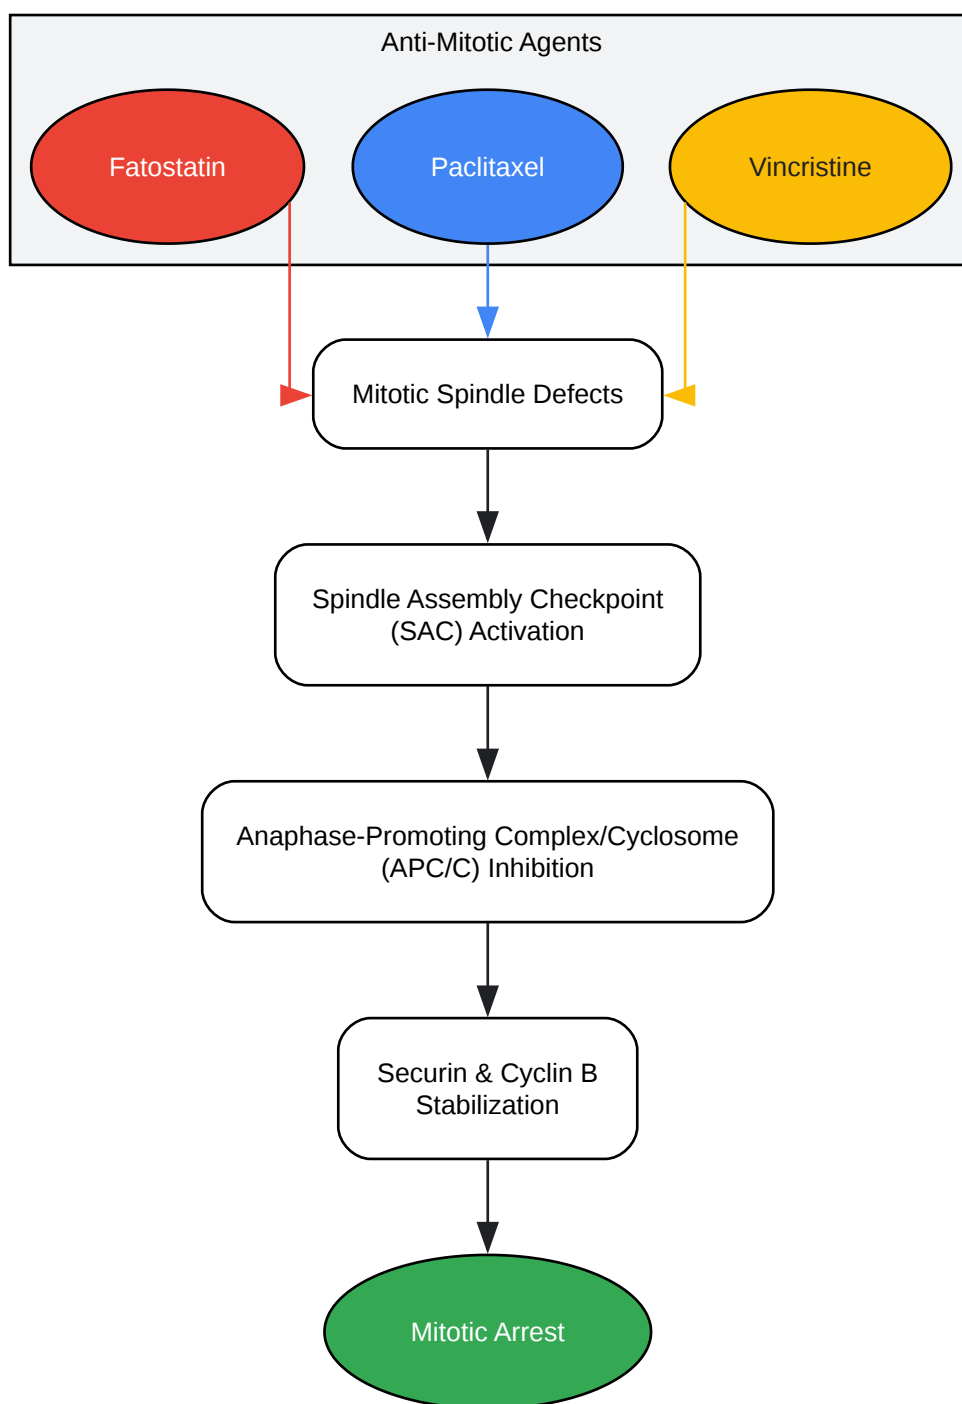 Anti-Mitotic Agents
Fatostatin
Paclitaxel
Vincristine
Mitotic Spindle Defects
Spindle Assembly Checkpoint
(SAC) Activation
Anaphase-Promoting Complex/Cyclosome
(APC/C) Inhibition
Securin & Cyclin B
Stabilization
Mitotic Arrest